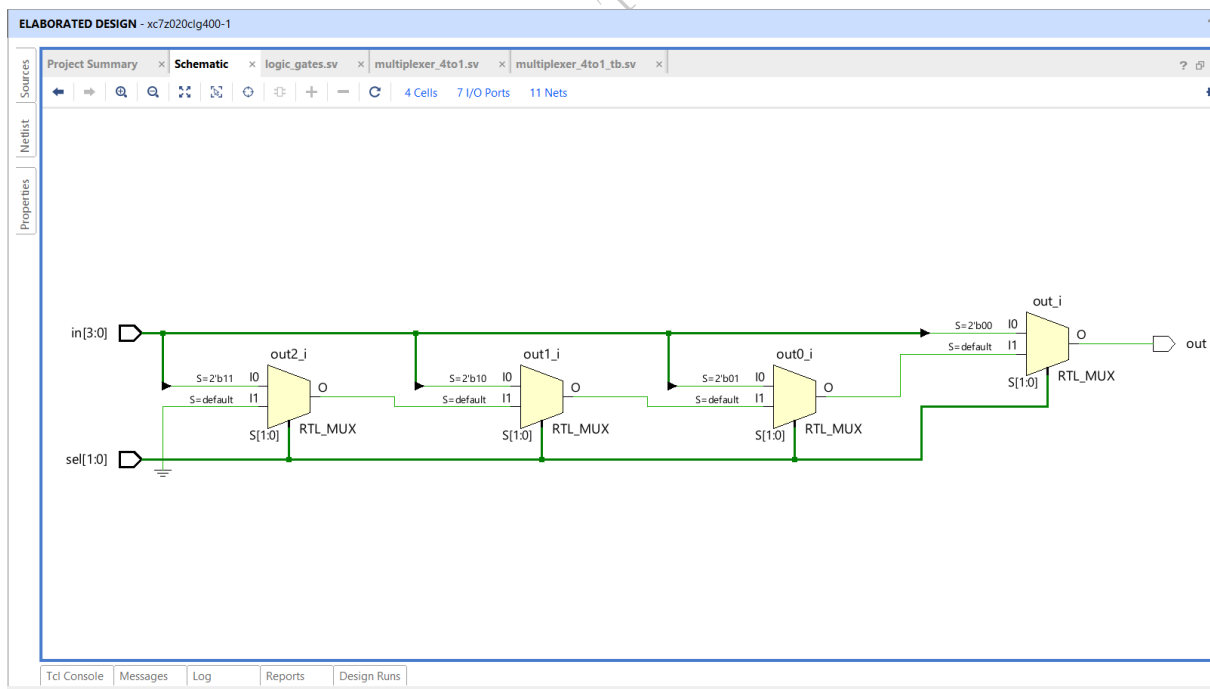 ELABORATED DESIGN - xc7z020clg400-1
Sources
Netlist
Properties
Project Summary × Schematic × logic_gates.sv × multiplexer_4to1.sv × multiplexer_4to1_tb.sv × ?
4 Cells 7 I/O Ports 11 Nets
out_i
in[3:0]
S=2'b00 I0
O
S=default I1
out
S[1:0] RTL_MUX
out2_i
S=2'b11 I0
O
S=default I1
S[1:0] RTL_MUX
out1_i
S=2'b10 I0
O
S=default I1
S[1:0] RTL_MUX
out0_i
S=2'b01 I0
O
S=default I1
S[1:0] RTL_MUX
sel[1:0]
Tcl Console Messages Log Reports Design Runs